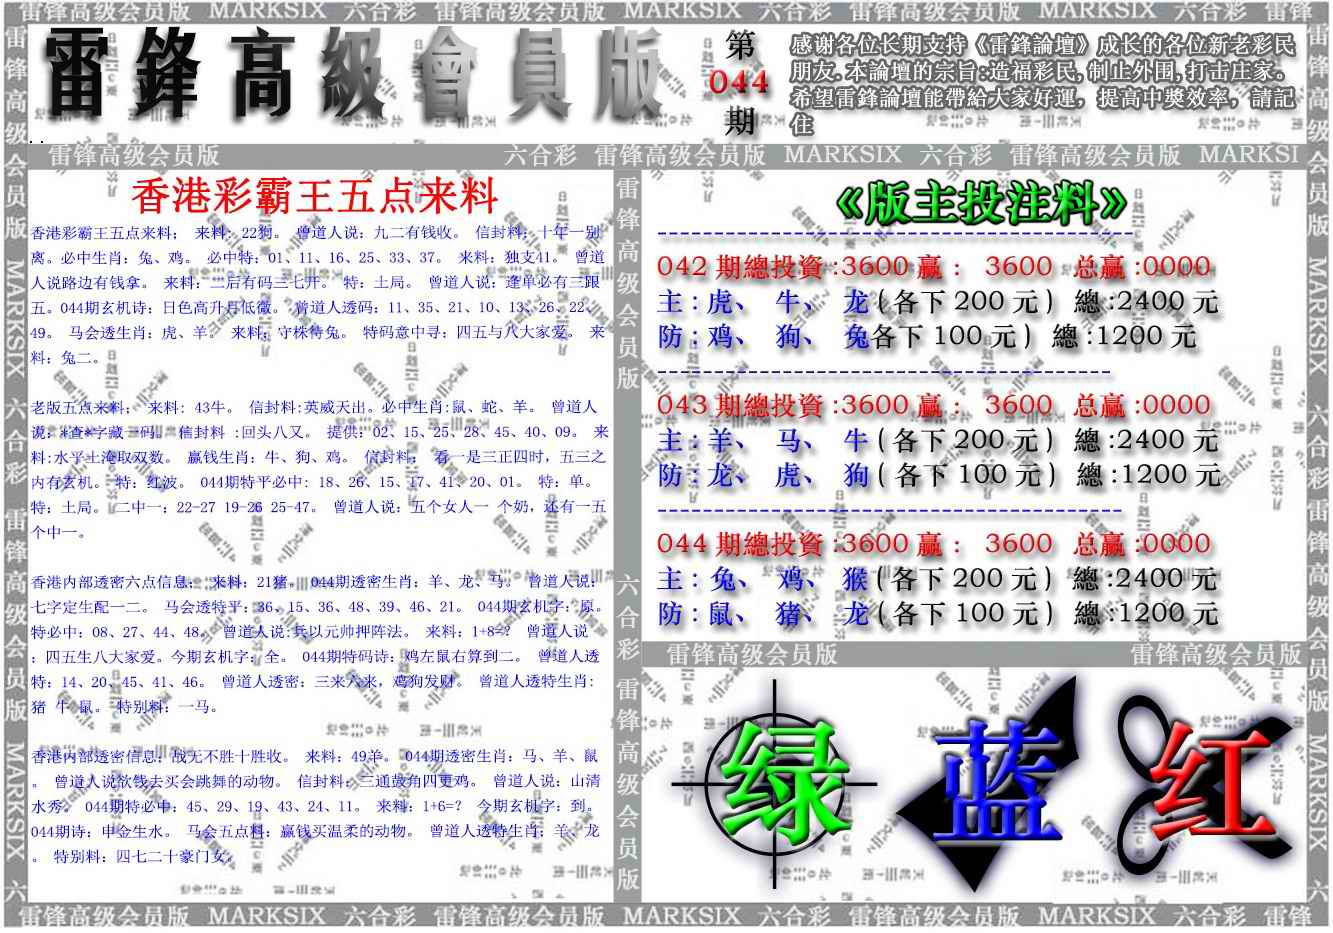 雷锋高级会员版 MARKSIX 六合彩 雷锋高级会员版 MARKSIX 六合彩 雷锋高级会员版 MARKSIX 六合彩 雷锋
雷鋒高級會員版
第
044
期
感谢各位长期支持《雷鋒論壇》成长的各位新老彩民
朋友.本論壇的宗旨:造福彩民,制止外围,打击庄家。
希望雷鋒論壇能帶給大家好運，提高中獎效率，請記
住
雷锋高级会员版 六合彩 雷锋高级会员版 MARKSIX 六合彩 雷锋高级会员版 MARKSI
香港彩霸王五点来料
香港彩霸王五点来料； 来料: 22狗。 曾道人说：九二有钱收。 信封料：十年一别
离。必中生肖：兔、鸡。 必中特：01、11、16、25、33、37。 来料：独支41。 曾道
人说路边有钱拿。 来料：二后有码三七开。 特：土局。 曾道人说：逢单必有三跟
五。044期玄机诗：日色高升月低微。 曾道人透码：11、35、21、10、13、26、22、
49。 马会透生肖：虎、羊。 来料：守株待兔。 特码意中寻：四五与八大家爱。 来
料：兔二。
老版五点来料； 来料: 43牛。 信封料:英威天出。必中生肖:鼠、蛇、羊。 曾道人
说：*查*字藏一码。 信封料 :回头八又。 提供：02、15、25、28、45、40、09。 来
料:水平土淹取双数。 赢钱生肖：牛、狗、鸡。 信封料： 看一是三正四时，五三之
内有玄机。 特：红波。 044期特平必中: 18、26、15、17、41、20、01。 特：单。
特：土局。 二中一：22-27 19-26 25-47。 曾道人说：五个女人一 个奶，还有一五
个中一。
香港内部透密六点信息； 来料：21猪。 044期透密生肖：羊、龙、马。 曾道人说：
七字定生配一二。 马会透特平：36、15、36、48、39、46、21。 044期玄机字：原。
特必中：08、27、44、48。 曾道人说:兵以元帅押阵法。 来料：1+8=？ 曾道人说
：四五生八大家爱。今期玄机字：全。 044期特码诗：鸡左鼠右算到二。 曾道人透
特：14、20、45、41、46。 曾道人透密：三来六来，鸡狗发财。 曾道人透特生肖:
猪 牛 鼠。 特别料：一马。
香港内部透密信息：战无不胜十胜收。 来料：49羊。 044期透密生肖：马、羊、鼠
。 曾道人说欲钱去买会跳舞的动物。 信封料：三通鼓角四更鸡。 曾道人说：山清
水秀。 044期特必中：45、29、19、43、24、11。 来料：1+6=？ 今期玄机字：到。
044期诗：申金生水。 马会五点料：赢钱买温柔的动物。 曾道人透特生肖：羊、龙
。 特别料：四七二十豪门女。
《版主投注料》
042 期總投資 :3600 赢： 3600 总赢 :0000
主：虎、 牛、 龙（各下 200 元） 總 :2400 元
防：鸡、 狗、 兔各下 100 元） 總 :1200 元
043 期總投資 :3600 赢： 3600 总赢 :0000
主：羊、 马、 牛（各下 200 元） 總 :2400 元
防：龙、 虎、 狗（各下 100 元） 總 :1200 元
044 期總投資 :3600 赢： 3600 总赢 :0000
主：兔、 鸡、 猴（各下 200 元） 總 :2400 元
防：鼠、 猪、 龙（各下 100 元） 總 :1200 元
雷锋高级会员版 雷锋高级会员版
绿 蓝 红
雷锋高级会员版 MARKSIX 六合彩 雷锋高级会员版 MARKSIX 六合彩 雷锋高级会员版 MARKSIX 六合彩 雷锋